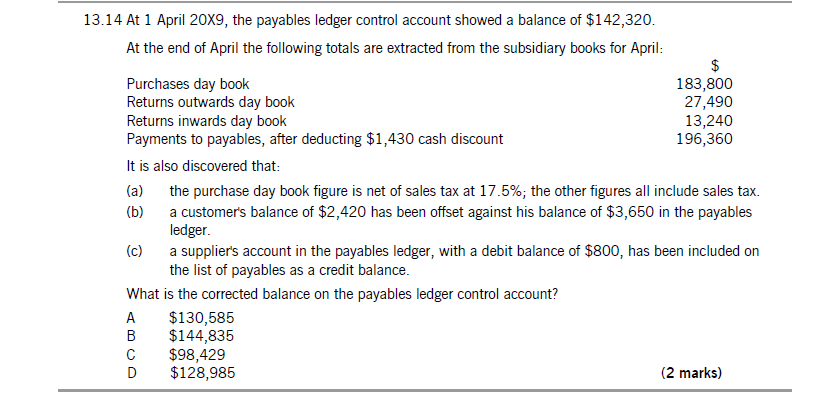 13.14 At 1 April 20X9, the payables ledger control account showed a balance of $142,320.
At the end of April the following totals are extracted from the subsidiary books for April:
$
Purchases day book 183,800
Returns outwards day book 27,490
Returns inwards day book 13,240
Payments to payables, after deducting $1,430 cash discount 196,360
It is also discovered that:
(a) the purchase day book figure is net of sales tax at 17.5%; the other figures all include sales tax.
(b) a customer's balance of $2,420 has been offset against his balance of $3,650 in the payables
ledger.
(c) a supplier's account in the payables ledger, with a debit balance of $800, has been included on
the list of payables as a credit balance.
What is the corrected balance on the payables ledger control account?
A $130,585
B $144,835
C $98,429
D $128,985 (2 marks)